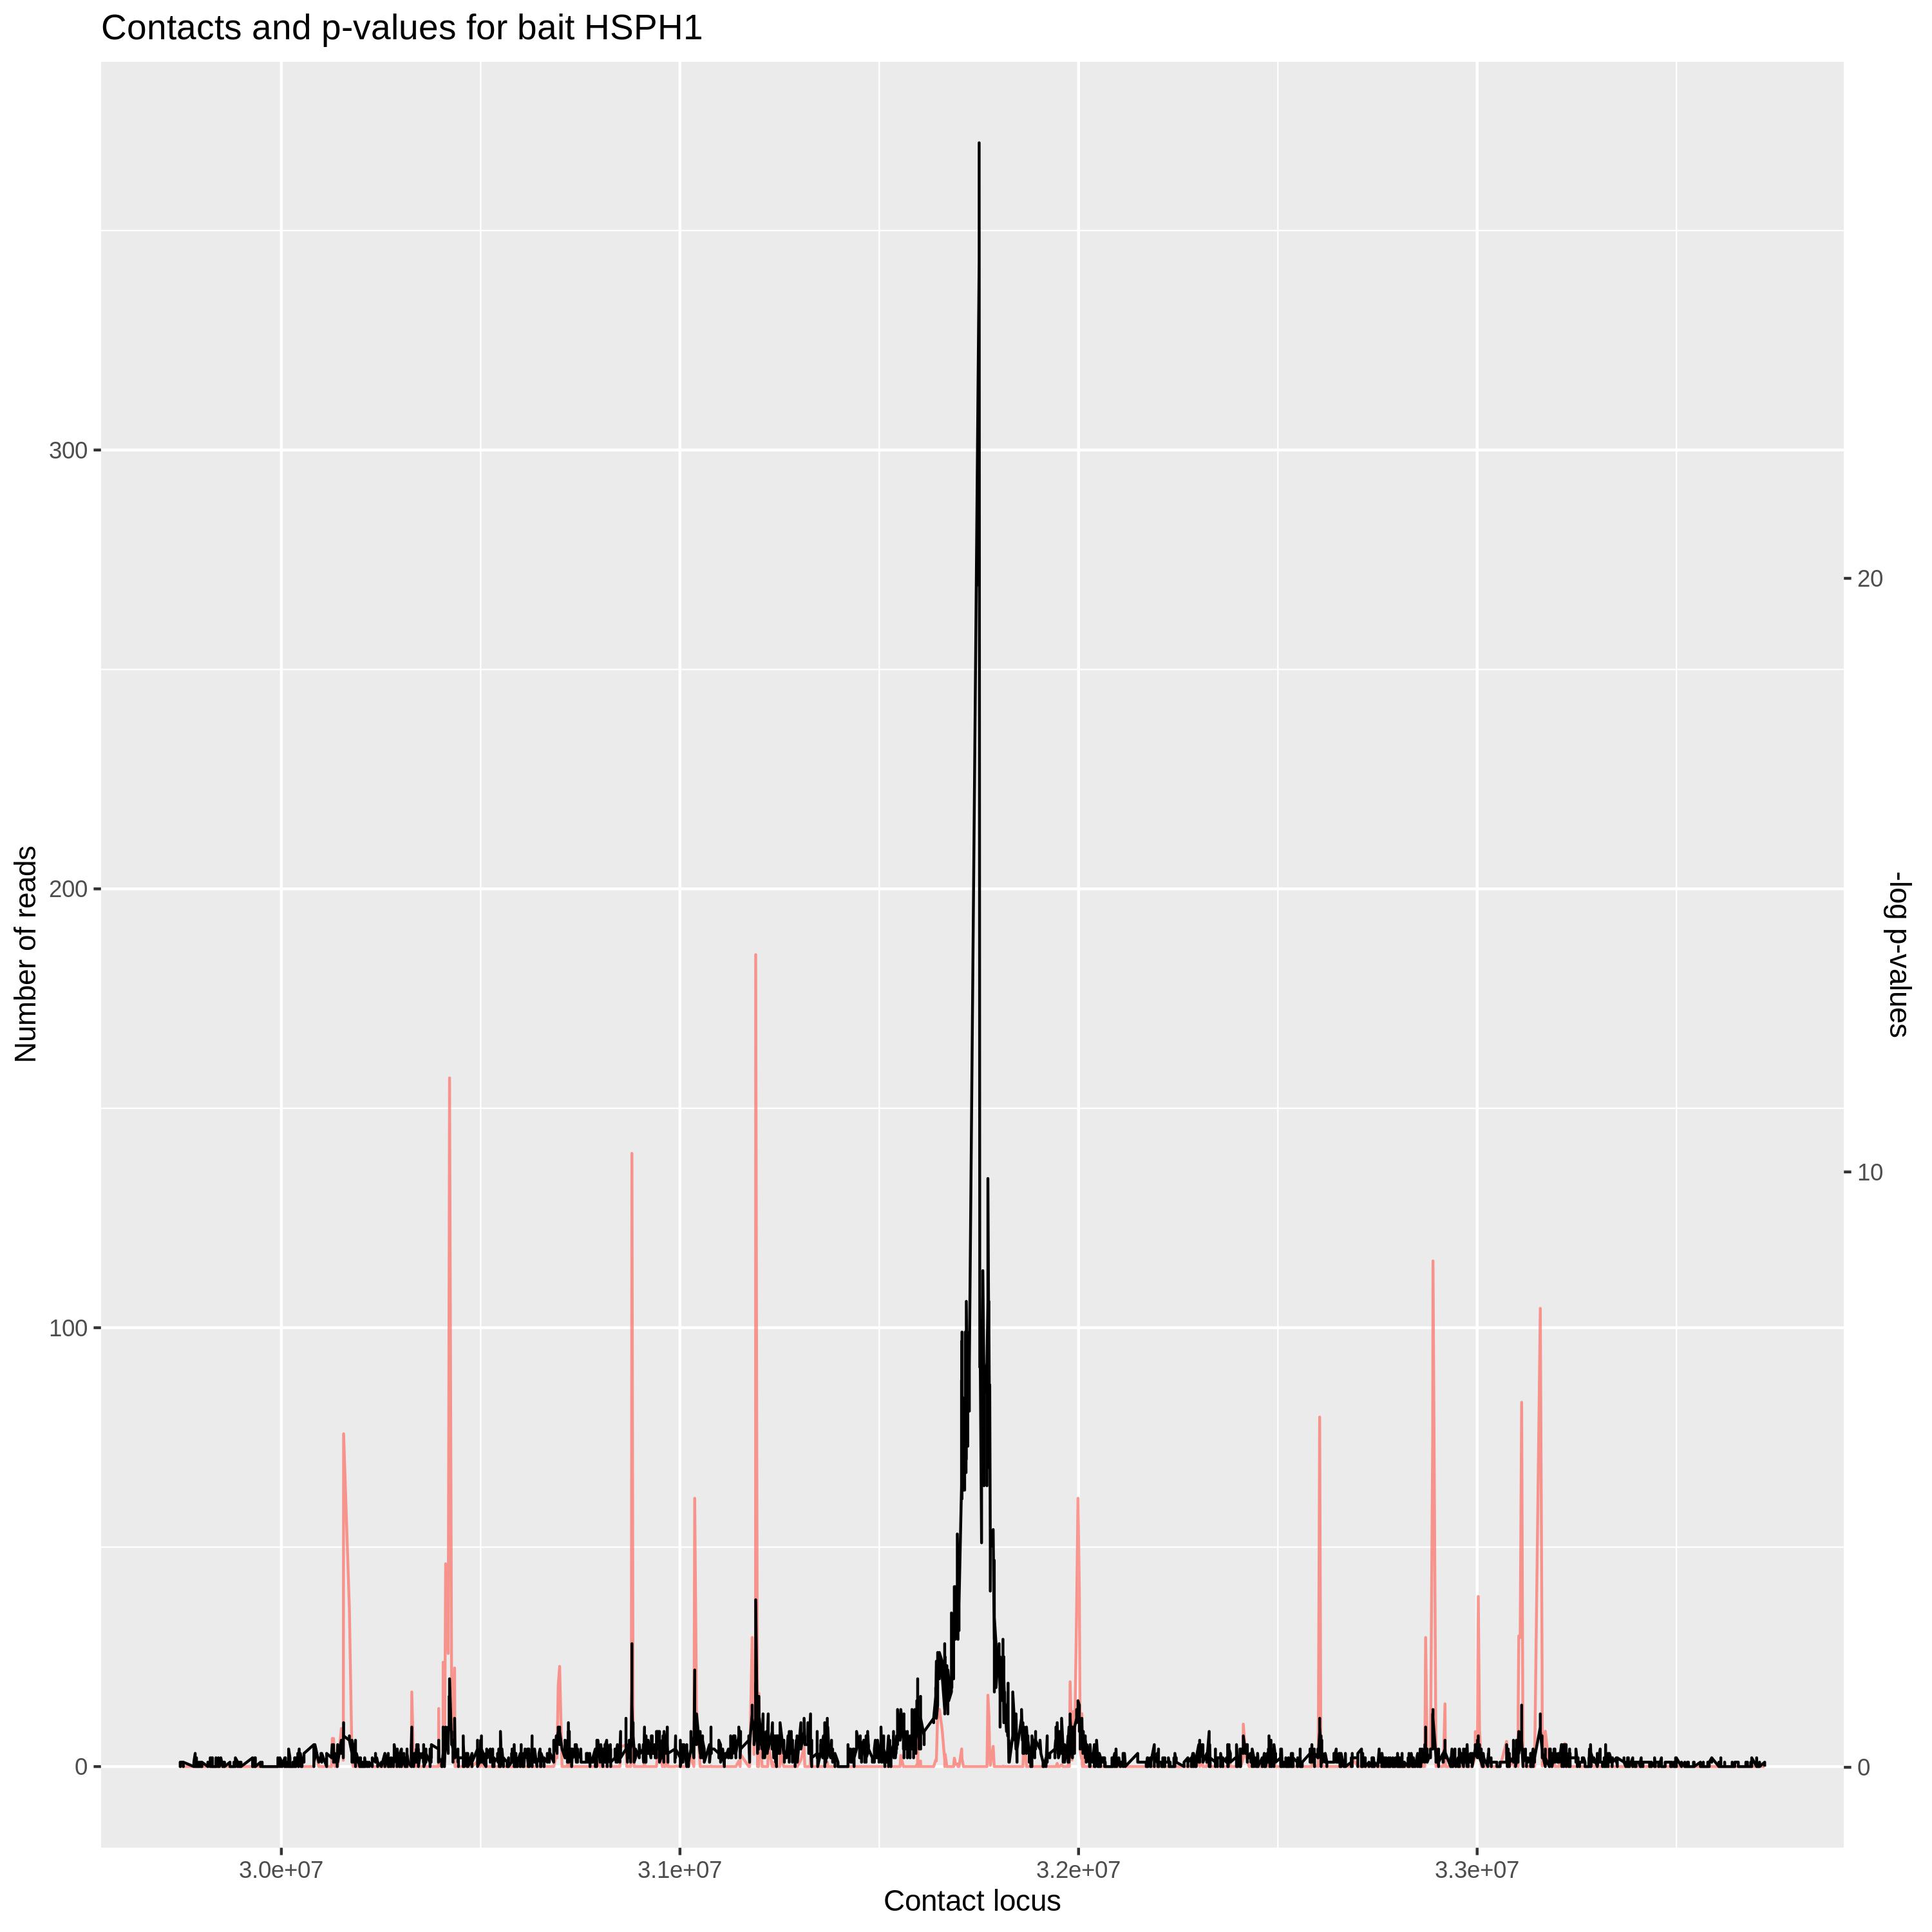 Contacts and p-values for bait HSPH1
300
200
100
0
Number of reads
20
10
0
-log p-values
3.0e+07
3.1e+07
3.2e+07
3.3e+07
Contact locus